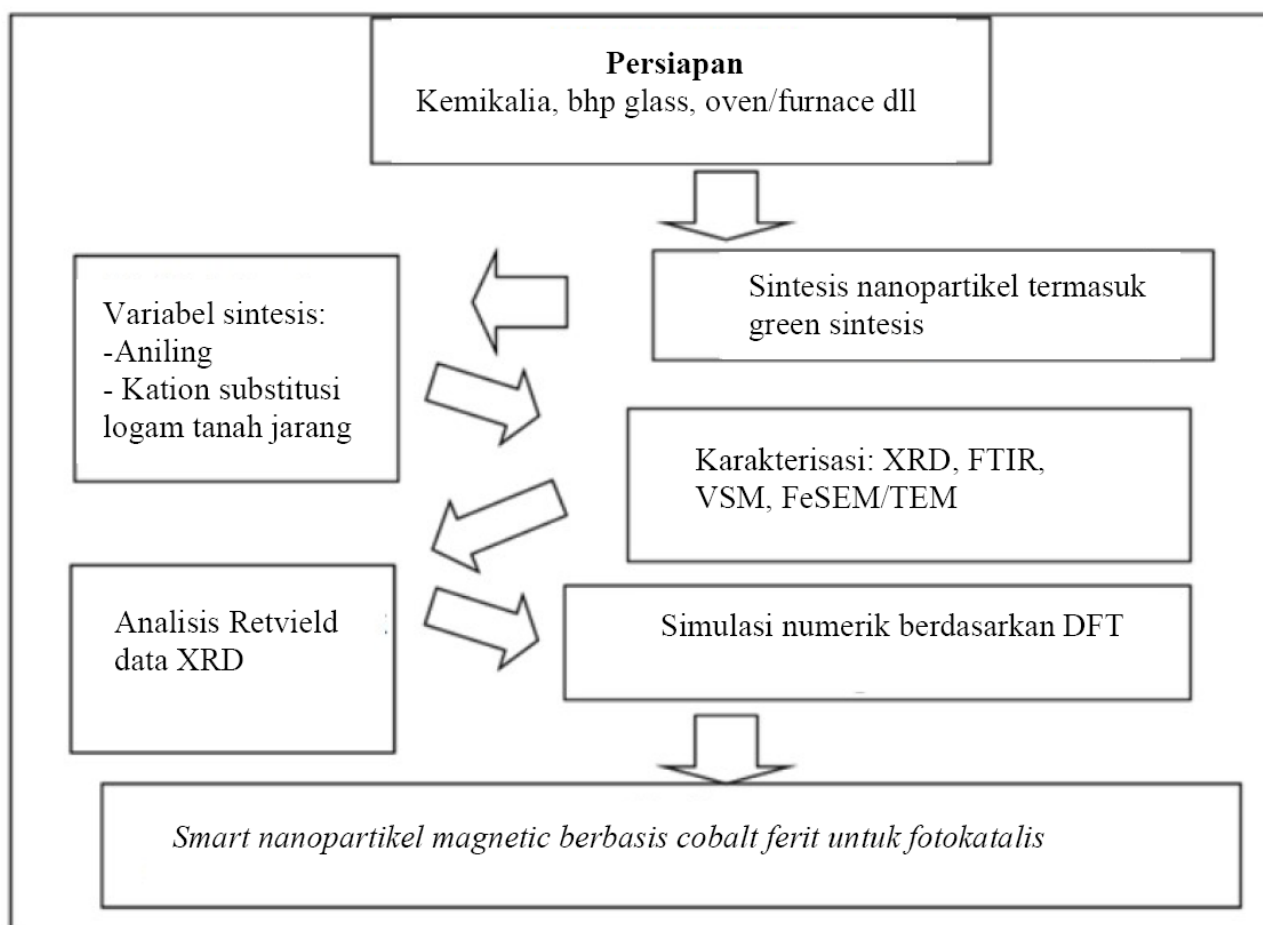 Persiapan
Kemikalia, bhp glass, oven/furnace dll
Sintesis nanopartikel termasuk
green sintesis
Variabel sintesis:
-Aniling
- Kation substitusi
logam tanah jarang
Karakterisasi: XRD, FTIR,
VSM, FeSEM/TEM
Analisis Retvield
data XRD
Simulasi numerik berdasarkan DFT
Smart nanopartikel magnetic berbasis cobalt ferit untuk fotokatalis